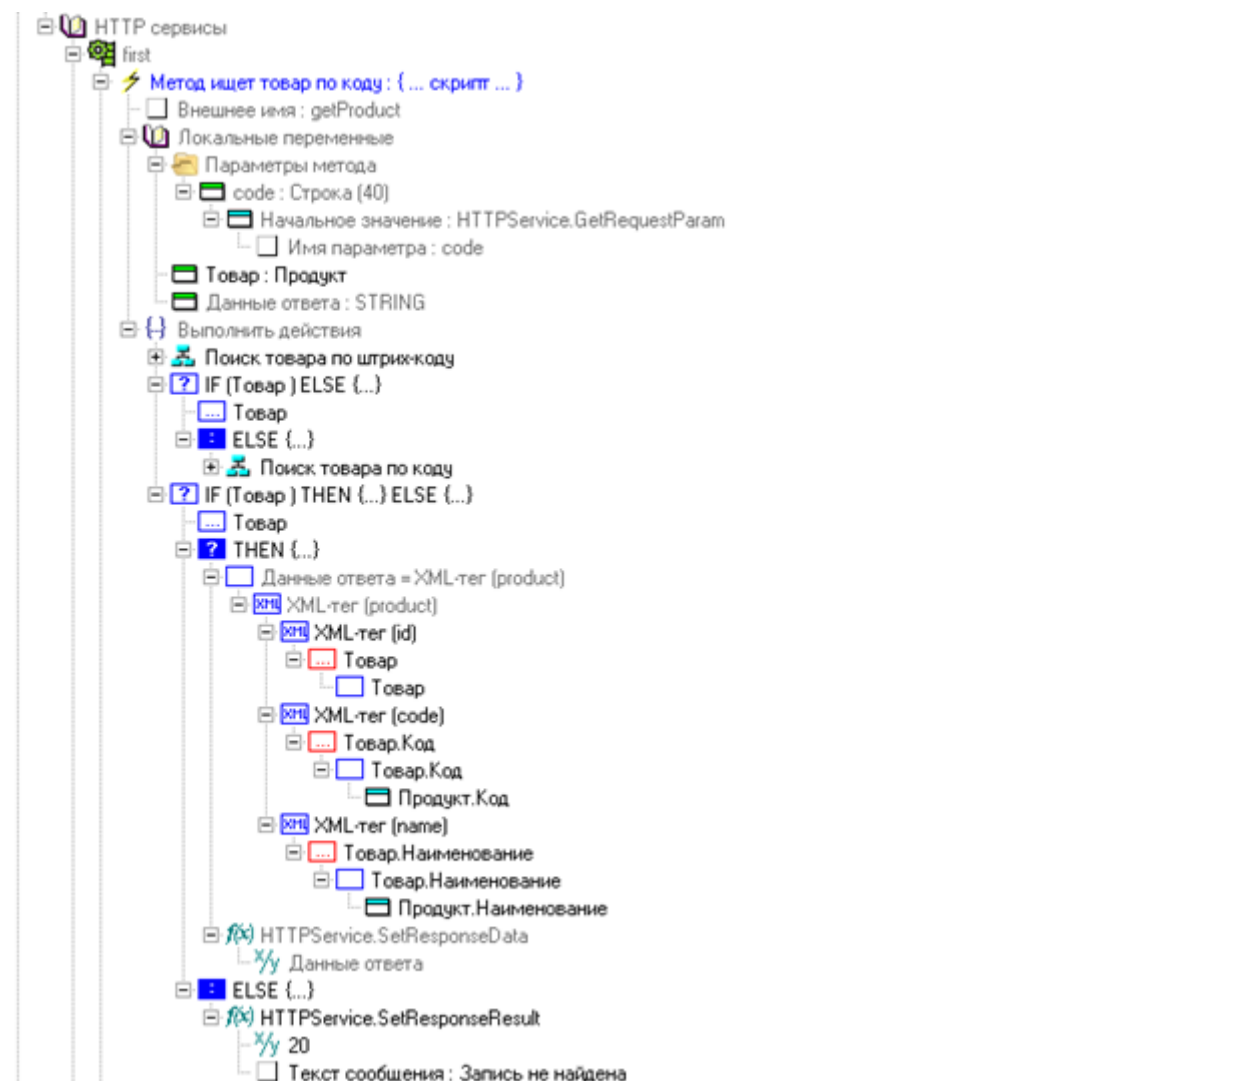 HTTP сервисы
first
Метод ищет товар по коду : { ... скрипт ... }
Внешнее имя : getProduct
Локальные переменные
Параметры метода
code : Строка (40)
Начальное значение : HTTPService.GetRequestParam
Имя параметра : code
Товар : Продукт
Данные ответа : STRING
Выполнить действия
Поиск товара по штрих-коду
IF (Товар ) ELSE {...}
Товар
ELSE {...}
Поиск товара по коду
IF (Товар ) THEN {...} ELSE {...}
Товар
THEN {...}
Данные ответа = XML-тег (product)
XML XML-тег (product)
XML XML-тег (id)
Товар
Товар
XML XML-тег (code)
Товар.Код
Товар.Код
Продукт.Код
XML XML-тег (name)
Товар.Наименование
Товар.Наименование
Продукт.Наименование
f(x) HTTPService.SetResponseData
x/y Данные ответа
ELSE {...}
f(x) HTTPService.SetResponseResult
x/y 20
Текст сообщения : Запись не найдена